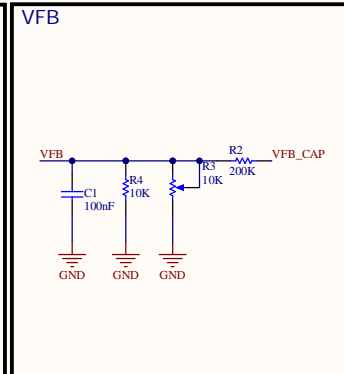 VFB
VFB
R2
VFB_CAP
200K
R3
10K
R4
10K
C1
100nF
GND
GND
GND